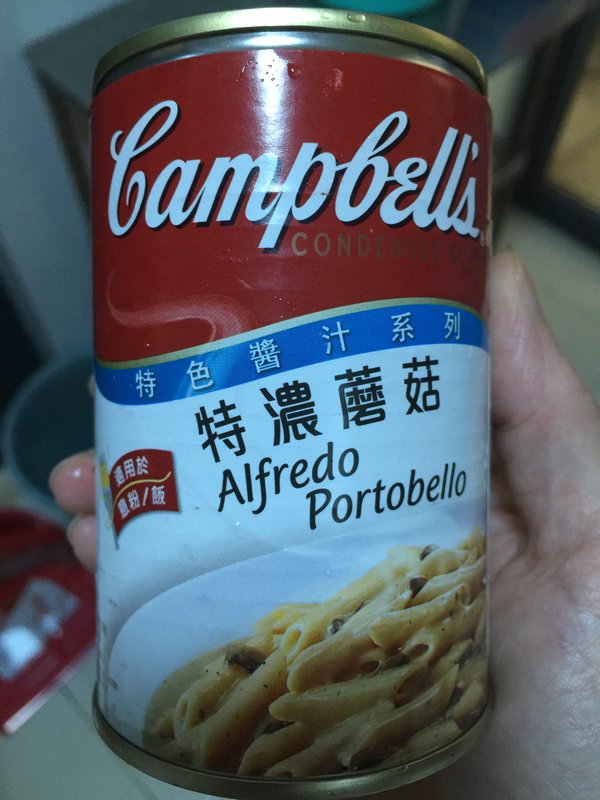 Campbell's
CONDENSED
特色醬汁系列
特濃蘑菇
Alfredo
Portobello
適用於
意粉/飯